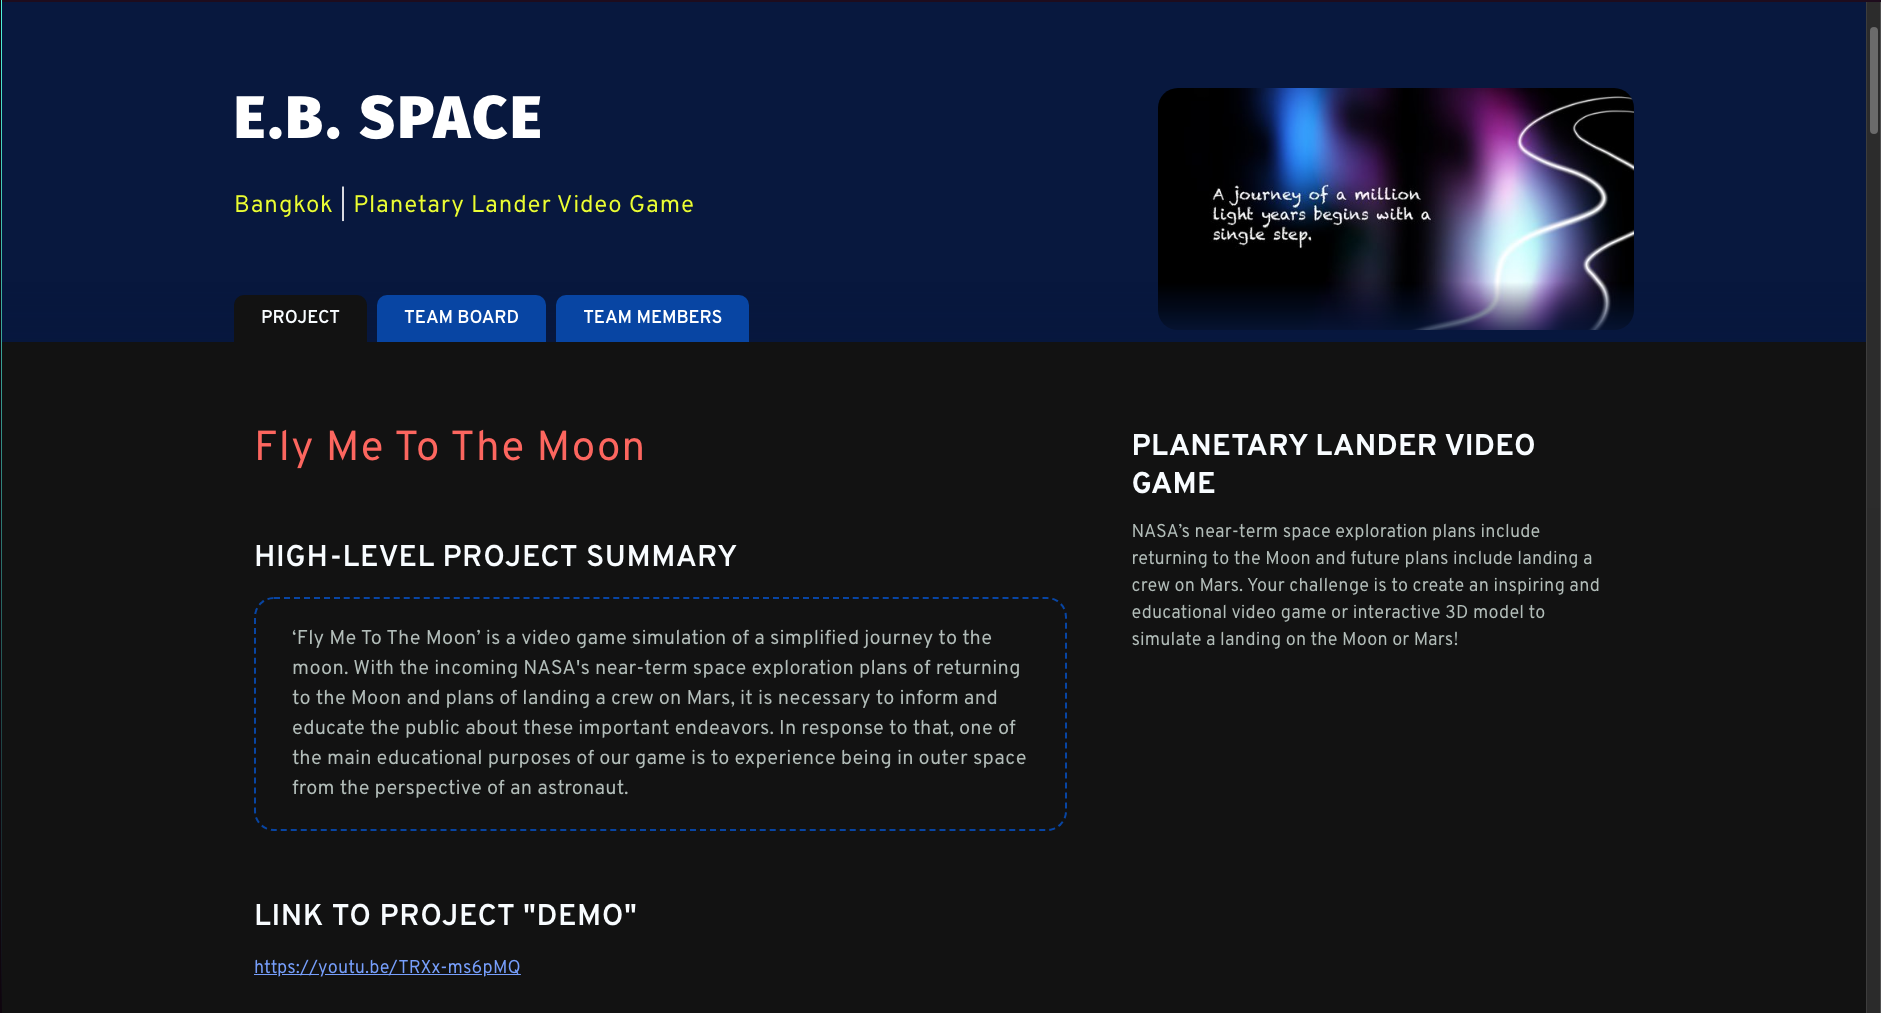 E.B. SPACE
Bangkok | Planetary Lander Video Game
A journey of a million
light years begins with a
single step.
PROJECT
TEAM BOARD
TEAM MEMBERS
Fly Me To The Moon
HIGH-LEVEL PROJECT SUMMARY
‘Fly Me To The Moon’ is a video game simulation of a simplified journey to the
moon. With the incoming NASA's near-term space exploration plans of returning
to the Moon and plans of landing a crew on Mars, it is necessary to inform and
educate the public about these important endeavors. In response to that, one of
the main educational purposes of our game is to experience being in outer space
from the perspective of an astronaut.
LINK TO PROJECT "DEMO"
https://youtu.be/TRXx-ms6pMQ
PLANETARY LANDER VIDEO
GAME
NASA’s near-term space exploration plans include
returning to the Moon and future plans include landing a
crew on Mars. Your challenge is to create an inspiring and
educational video game or interactive 3D model to
simulate a landing on the Moon or Mars!